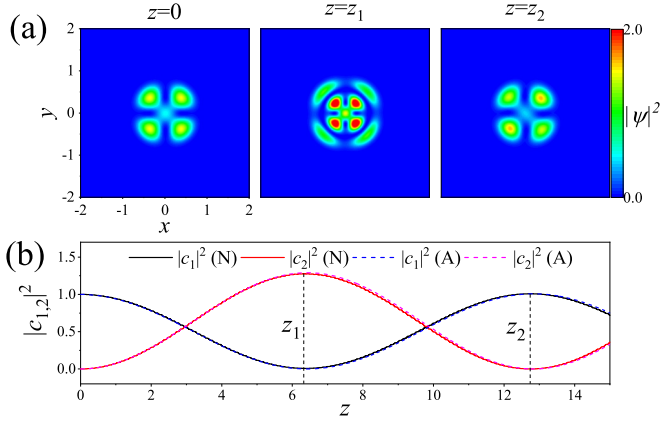 (a)
z=0
z=z₁
z=z₂
2
1
0
-1
-2
y
-2 -1 0 1 2
x
2.0
|ψ|²
0.0
(b)
|c₁|² (N) |c₂|² (N) |c₁|² (A) |c₂|² (A)
1.5
1.0
0.5
0.0
|c₁,₂|²
z₁
z₂
0 2 4 6 8 10 12 14
z